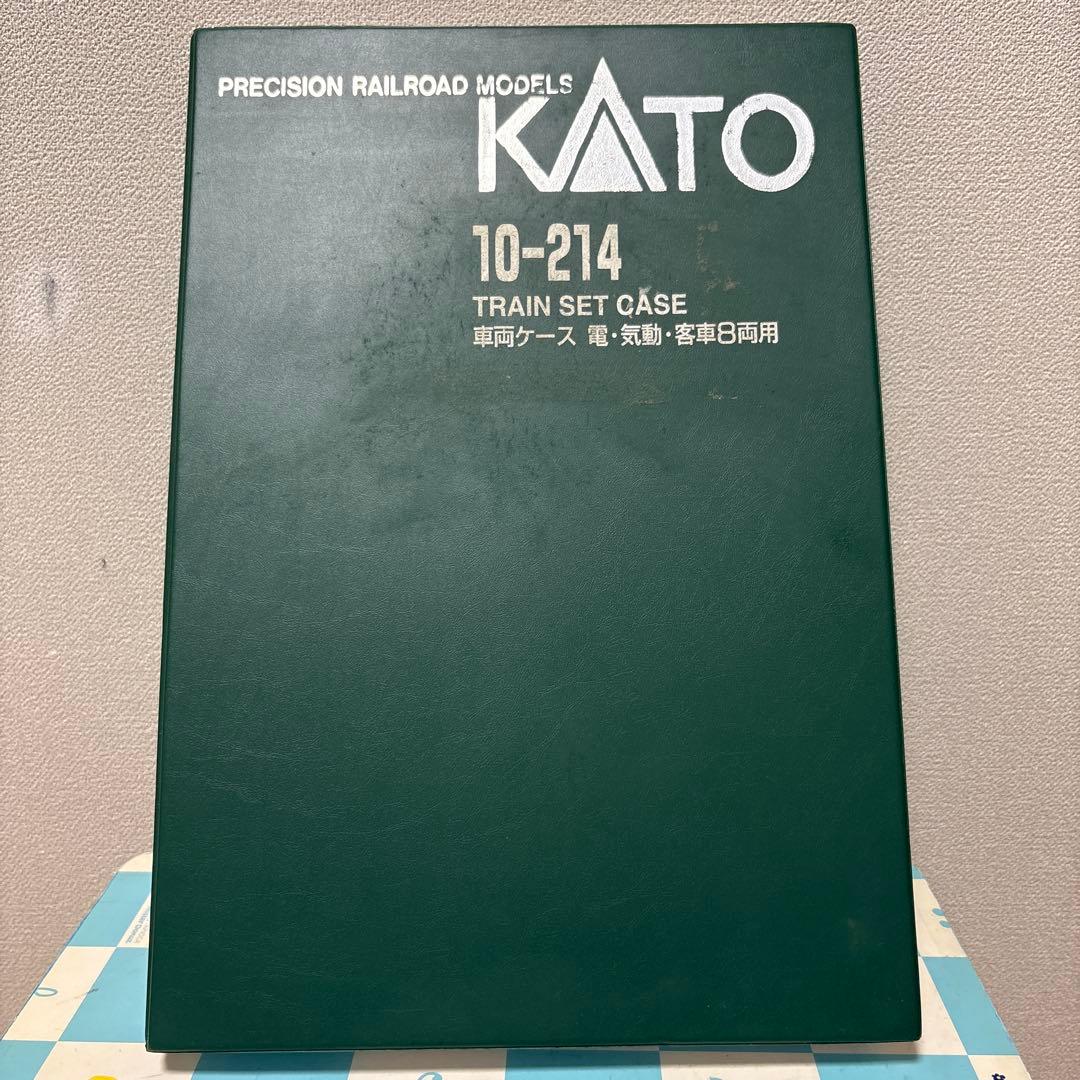 PRECISION RAILROAD MODELS
KATO
10-214
TRAIN SET CASE
車両ケース 電・気動・客車8両用